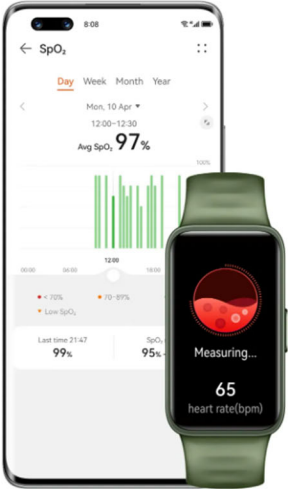 8:08
SpO₂
Day Week Month Year
Mon, 10 Apr
12:00~12:30
Avg SpO₂ 97%
100%
12:00
00:00 06:00 18:00
< 70% 70~89%
Low SpO₂
Last time 21:47 SpO₂
99% 95%
Measuring...
65
heart rate(bpm)